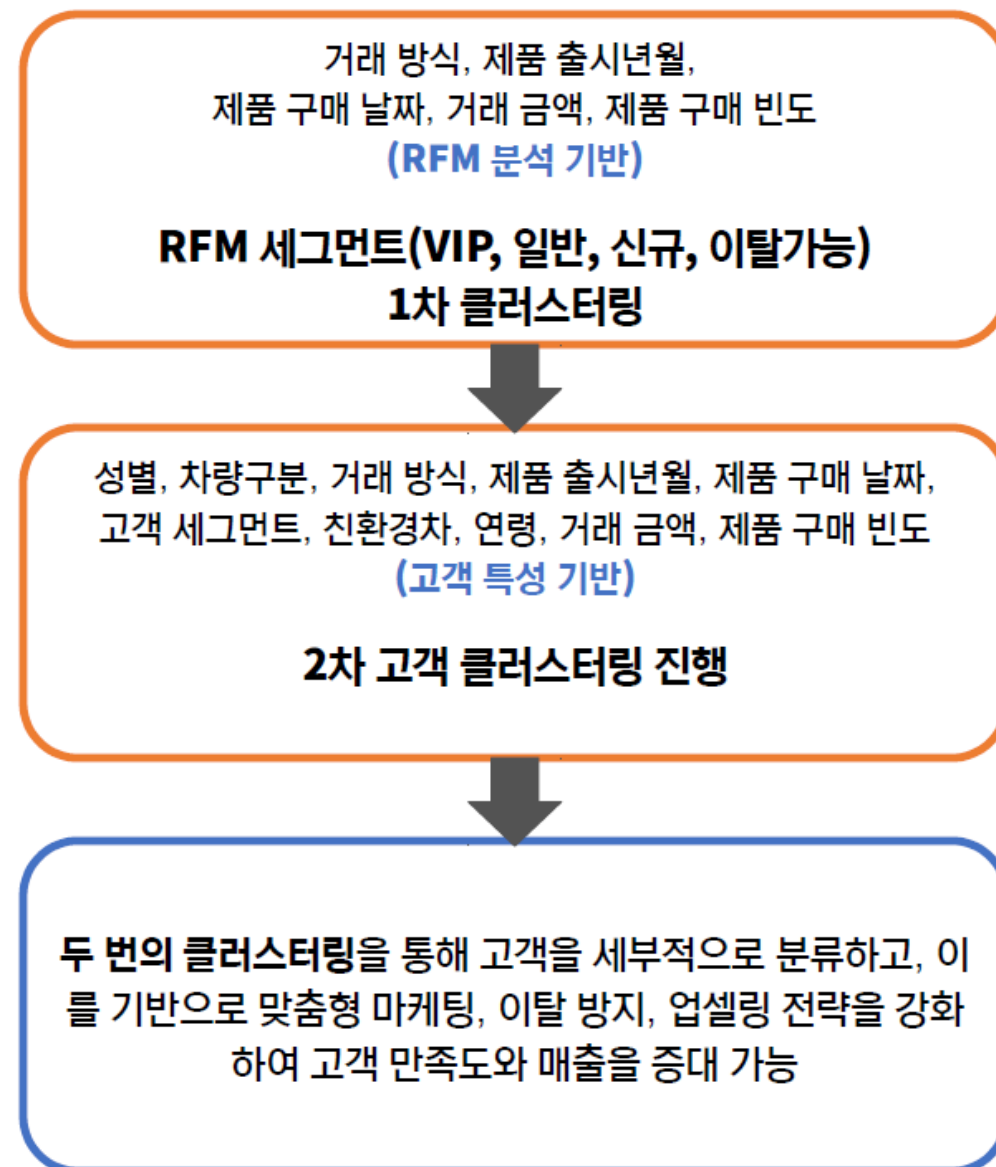 거래 방식, 제품 출시년월,
제품 구매 날짜, 거래 금액, 제품 구매 빈도
(RFM 분석 기반)
RFM 세그먼트(VIP, 일반, 신규, 이탈가능)
1차 클러스터링
성별, 차량구분, 거래 방식, 제품 출시년월, 제품 구매 날짜,
고객 세그먼트, 친환경차, 연령, 거래 금액, 제품 구매 빈도
(고객 특성 기반)
2차 고객 클러스터링 진행
두 번의 클러스터링을 통해 고객을 세부적으로 분류하고, 이
를 기반으로 맞춤형 마케팅, 이탈 방지, 업셀링 전략을 강화
하여 고객 만족도와 매출을 증대 가능